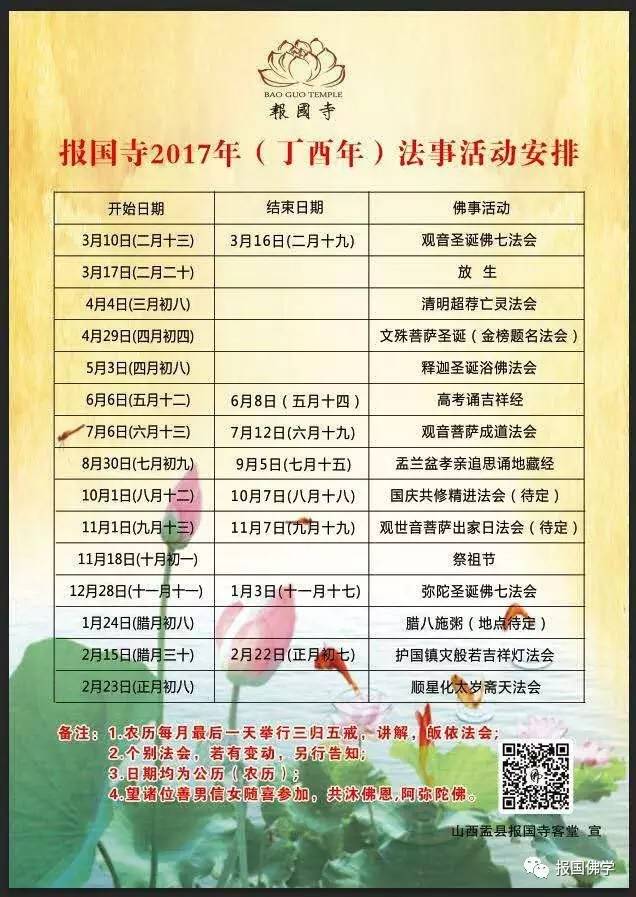 BAO GUO TEMPLE
報國寺
报国寺2017年（丁酉年）法事活动安排
开始日期 结束日期 佛事活动
3月10日(二月十三) 3月16日(二月十九) 观音圣诞佛七法会
3月17日(二月二十) 放 生
4月4日(三月初八) 清明超荐亡灵法会
4月29日(四月初四) 文殊菩萨圣诞（金榜题名法会）
5月3日(四月初八) 释迦圣诞浴佛法会
6月6日(五月十二) 6月8日（五月十四） 高考诵吉祥经
7月6日(六月十三) 7月12日(六月十九) 观音菩萨成道法会
8月30日(七月初九) 9月5日(七月十五) 孟兰盆孝亲追思诵地藏经
10月1日(八月十二) 10月7日(八月十八) 国庆共修精进法会（待定）
11月1日(九月十三) 11月7日(九月十九) 观世音菩萨出家日法会（待定）
11月18日(十月初一) 祭祖节
12月28日(十一月十一) 1月3日(十一月十七) 弥陀圣诞佛七法会
1月24日(腊月初八) 腊八施粥（地点待定）
2月15日(腊月三十) 2月22日(正月初七) 护国镇灾般若吉祥灯法会
2月23日(正月初八) 顺星化太岁斋天法会
备注：1.农历每月最后一天举行三归五戒，讲解，皈依法会；
2.个别法会，若有变动，另行告知；
3.日期均为公历（农历）；
4.望诸位善男信女随喜参加，共沐佛恩,阿弥陀佛。
山西盂县报国寺客堂 宣
报国佛学